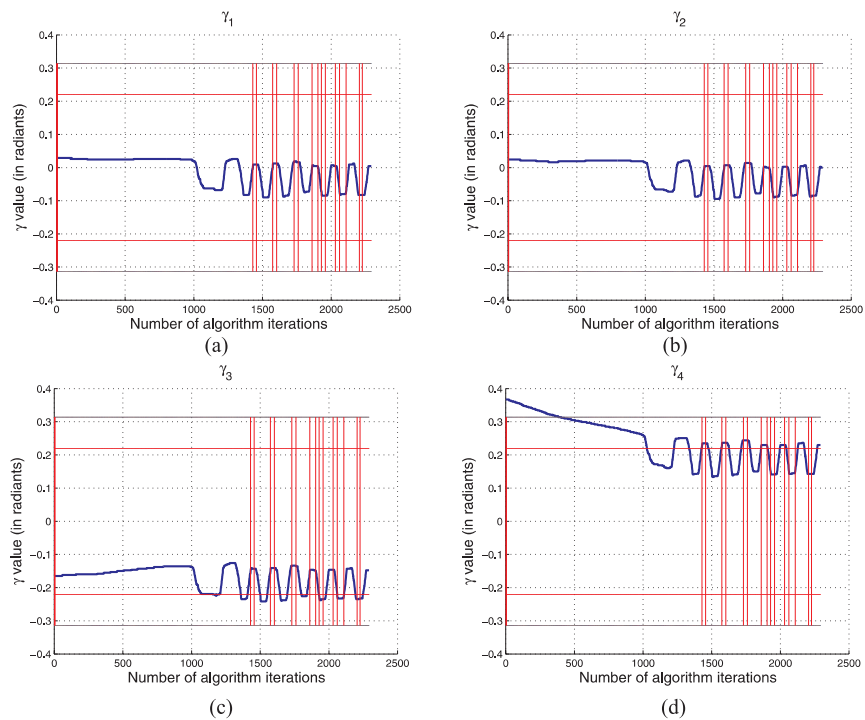 γ1
γ2
0.4
0.3
0.2
0.1
0
−0.1
−0.2
−0.3
−0.4
γ value (in radiants)
0 500 1000 1500 2000 2500
Number of algorithm iterations
(a)
0.4
0.3
0.2
0.1
0
−0.1
−0.2
−0.3
−0.4
γ value (in radiants)
0 500 1000 1500 2000 2500
Number of algorithm iterations
(b)
γ3
γ4
0.4
0.3
0.2
0.1
0
−0.1
−0.2
−0.3
−0.4
γ value (in radiants)
0 500 1000 1500 2000 2500
Number of algorithm iterations
(c)
0.4
0.3
0.2
0.1
0
−0.1
−0.2
−0.3
−0.4
γ value (in radiants)
0 500 1000 1500 2000 2500
Number of algorithm iterations
(d)